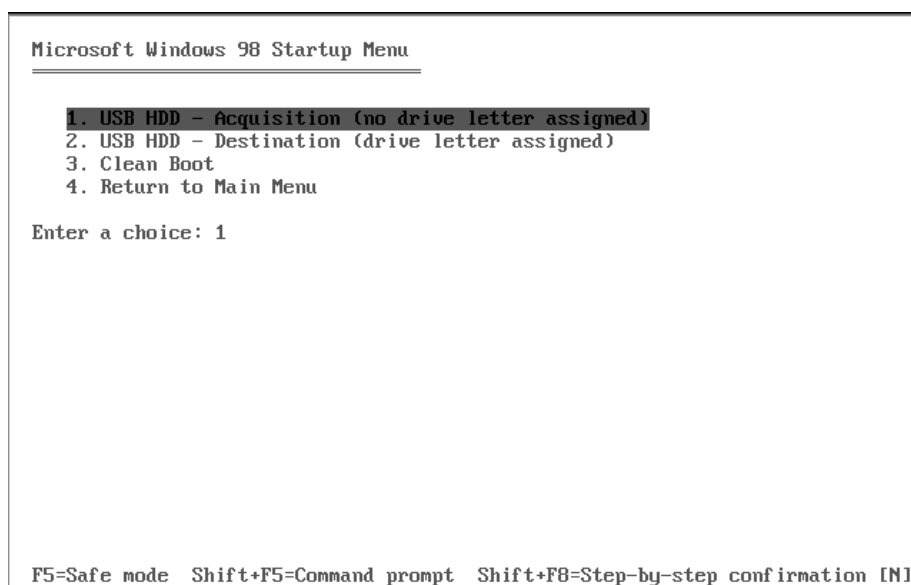 Microsoft Windows 98 Startup Menu
1. USB HDD - Acquisition (no drive letter assigned)
2. USB HDD - Destination (drive letter assigned)
3. Clean Boot
4. Return to Main Menu
Enter a choice: 1
F5=Safe mode Shift+F5=Command prompt Shift+F8=Step-by-step confirmation [N]